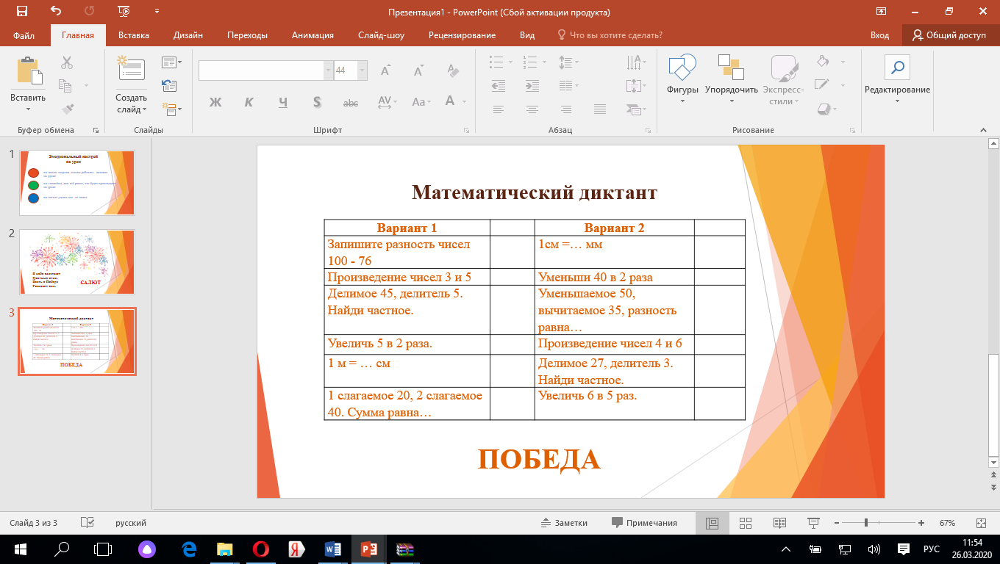 Презентация1 - PowerPoint (Сбой активации продукта)
Файл Главная Вставка Дизайн Переходы Анимация Слайд-шоу Рецензирование Вид Что вы хотите сделать? Вход Общий доступ
44
Вставить
Создать
слайд
Ж К Ч S abc AV Aa A
Фигуры Упорядочить Экспресс-
стили
Редактирование
Буфер обмена Слайды Шрифт Абзац Рисование
1
Эмоциональный настрой
на урок
2
САЛЮТ
3
Математический диктант
ПОБЕДА
Математический диктант
Вариант 1 Вариант 2
Запишите разность чисел
100 - 76
1см =… мм
Произведение чисел 3 и 5
Уменьши 40 в 2 раза
Делимое 45, делитель 5.
Найди частное.
Уменьшаемое 50,
вычитаемое 35, разность
равна…
Увеличь 5 в 2 раза.
Произведение чисел 4 и 6
1 м = … см
Делимое 27, делитель 3.
Найди частное.
1 слагаемое 20, 2 слагаемое
40. Сумма равна…
Увеличь 6 в 5 раз.
ПОБЕДА
Слайд 3 из 3 русский Заметки Примечания 67%
РУС
11:54
26.03.2020